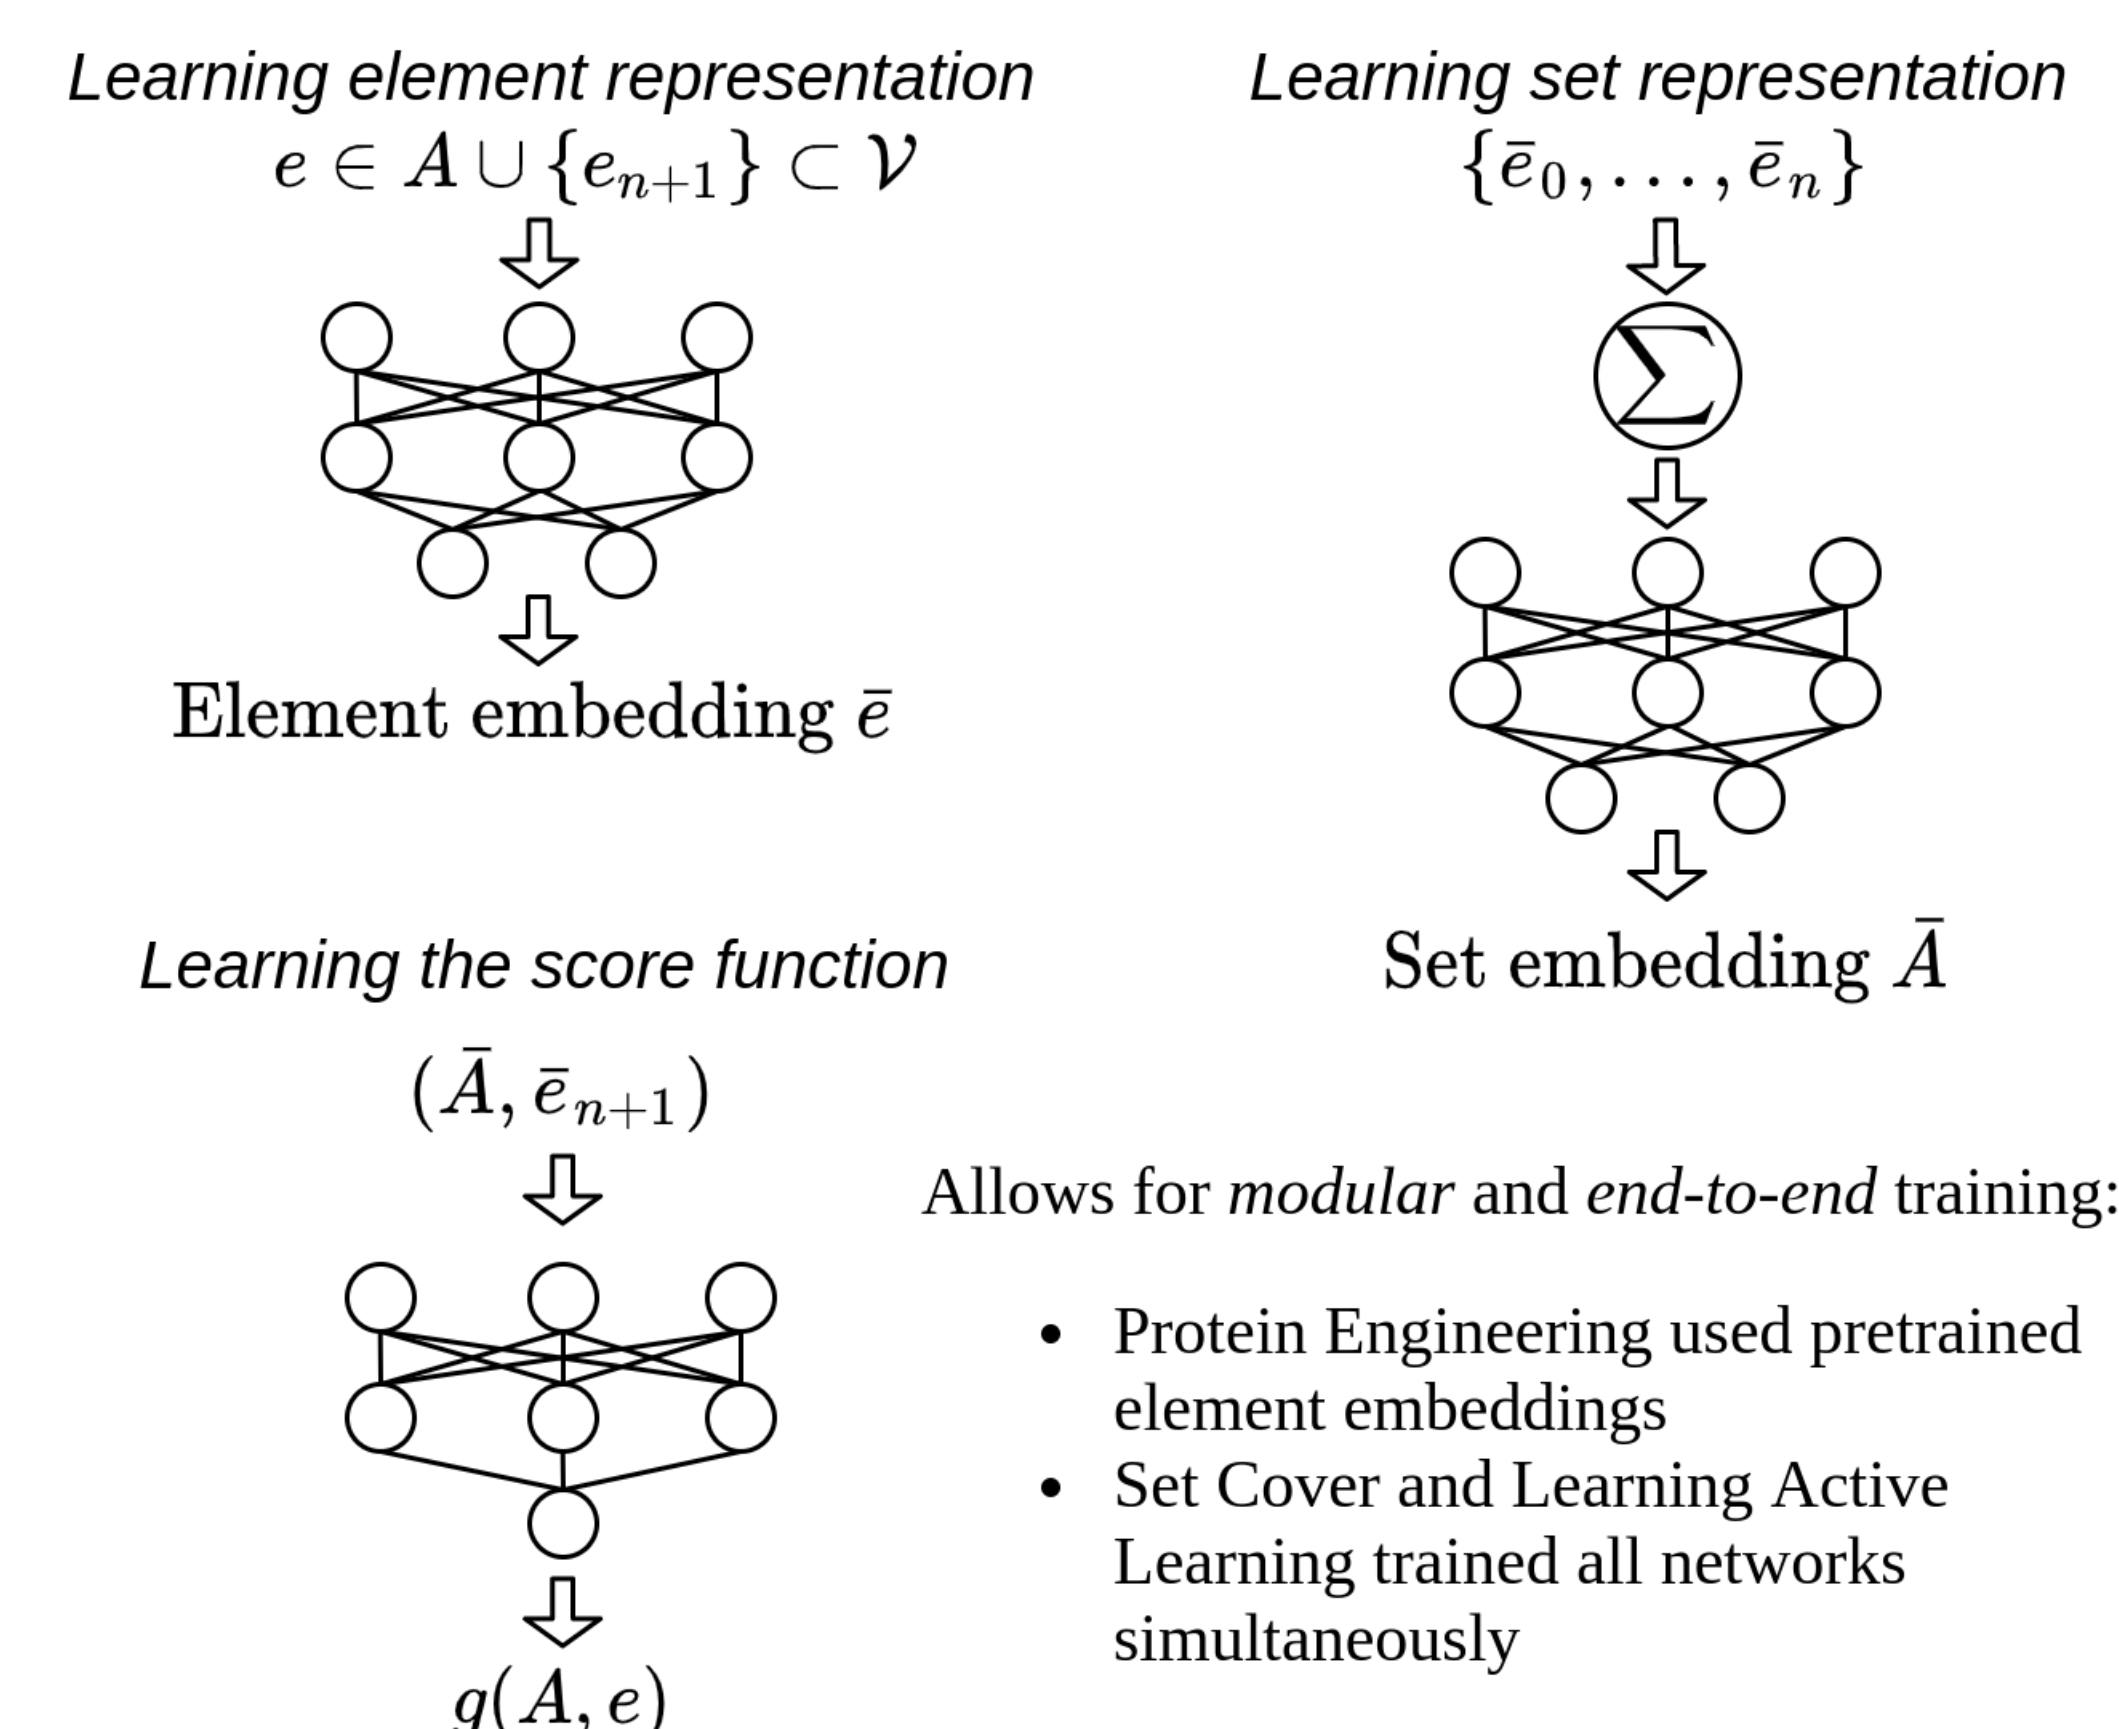 Learning element representation
e ∈ A ∪ {e_{n+1}} ⊂ 𝒱
Element embedding ē
Learning set representation
{ē_0, . . . , ē_n}
Σ
Set embedding Ā
Learning the score function
(Ā, ē_{n+1})
g(A, e)
Allows for modular and end-to-end training:
• Protein Engineering used pretrained
element embeddings
• Set Cover and Learning Active
Learning trained all networks
simultaneously